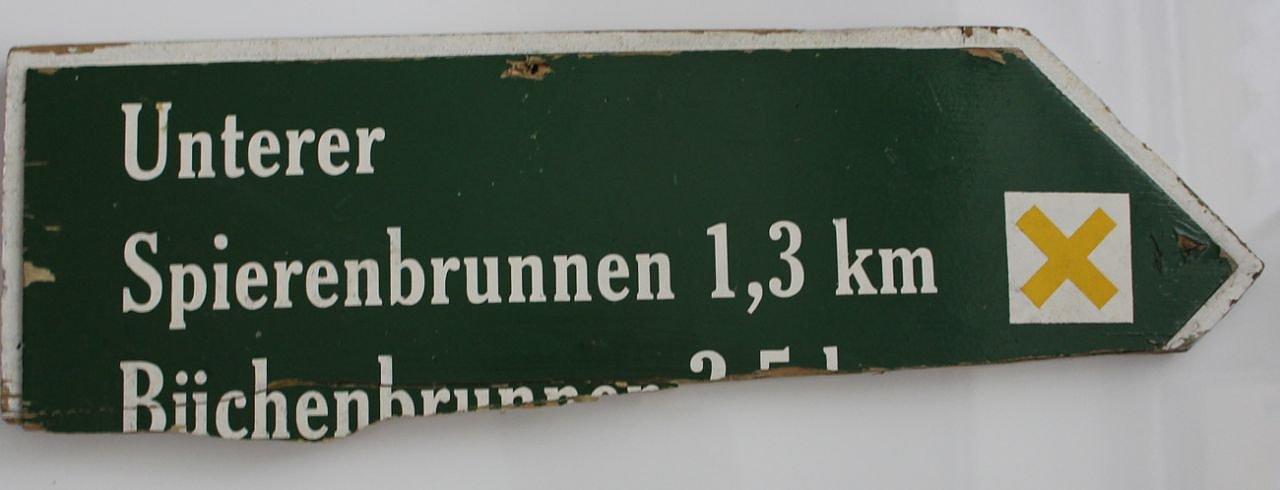 Unterer
Spierenbrunnen 1,3 km
Büchenbrunnen